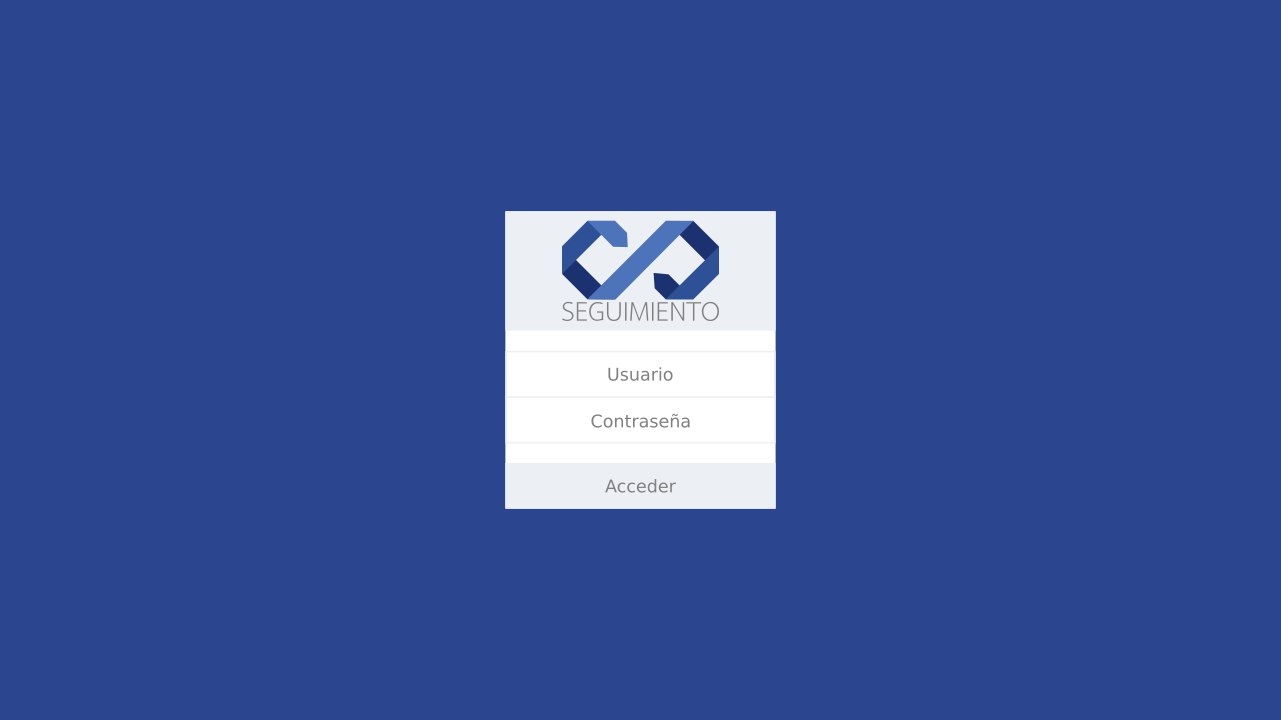 SEGUIMIENTO
Usuario
Contraseña
Acceder